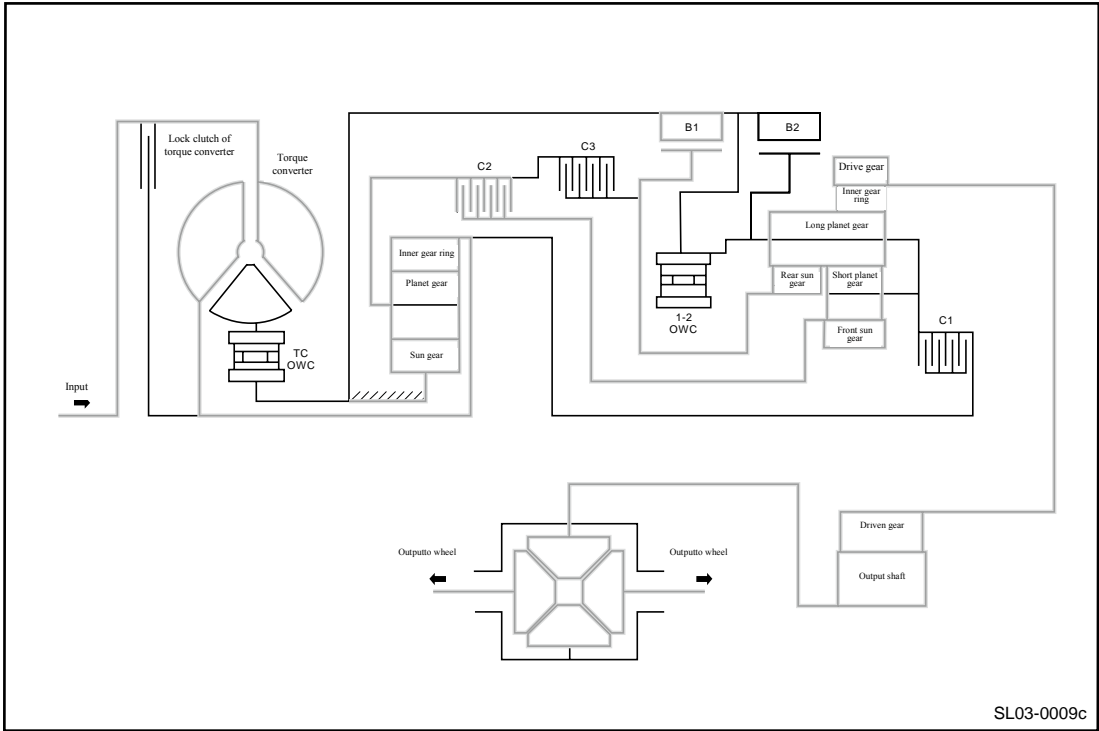 Lock clutch of
torque converter
Torque
converter
C2
C3
B1
B2
Drive gear
Inner gear
ring
Long planet gear
Inner gear ring
Planet gear
Rear sun
gear
Short planet
gear
1-2
OWC
Front sun
gear
C1
TC
OWC
Sun gear
Input
Driven gear
Outputto wheel
Outputto wheel
Output shaft
SL03-0009c